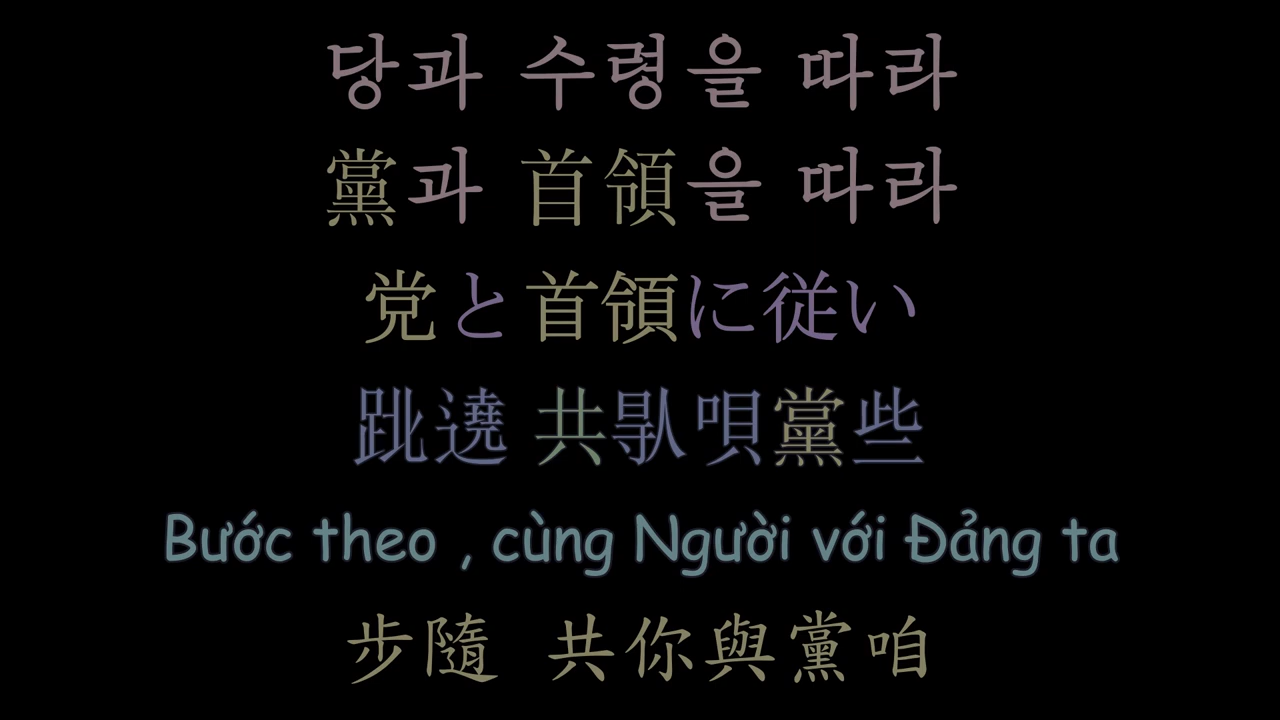 당과 수령을 따라
黨과 首領을 따라
党と首領に従い
跳遶 共㝵唄黨些
Bước theo , cùng Người với Đảng ta
步隨 共你與黨咱